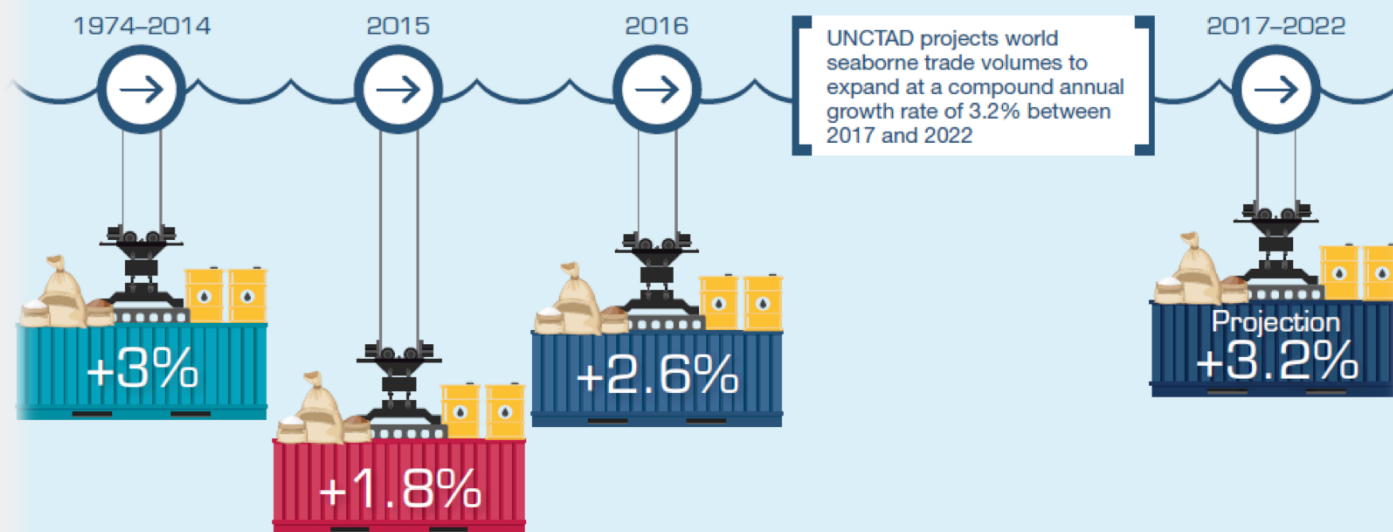 1974–2014
2015
2016
UNCTAD projects world
seaborne trade volumes to
expand at a compound annual
growth rate of 3.2% between
2017 and 2022
2017–2022
+3%
+1.8%
+2.6%
Projection
+3.2%